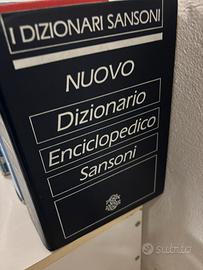 I DIZIONARI SANSONI
NUOVO
Dizionario
Enciclopedico
Sansoni
subito